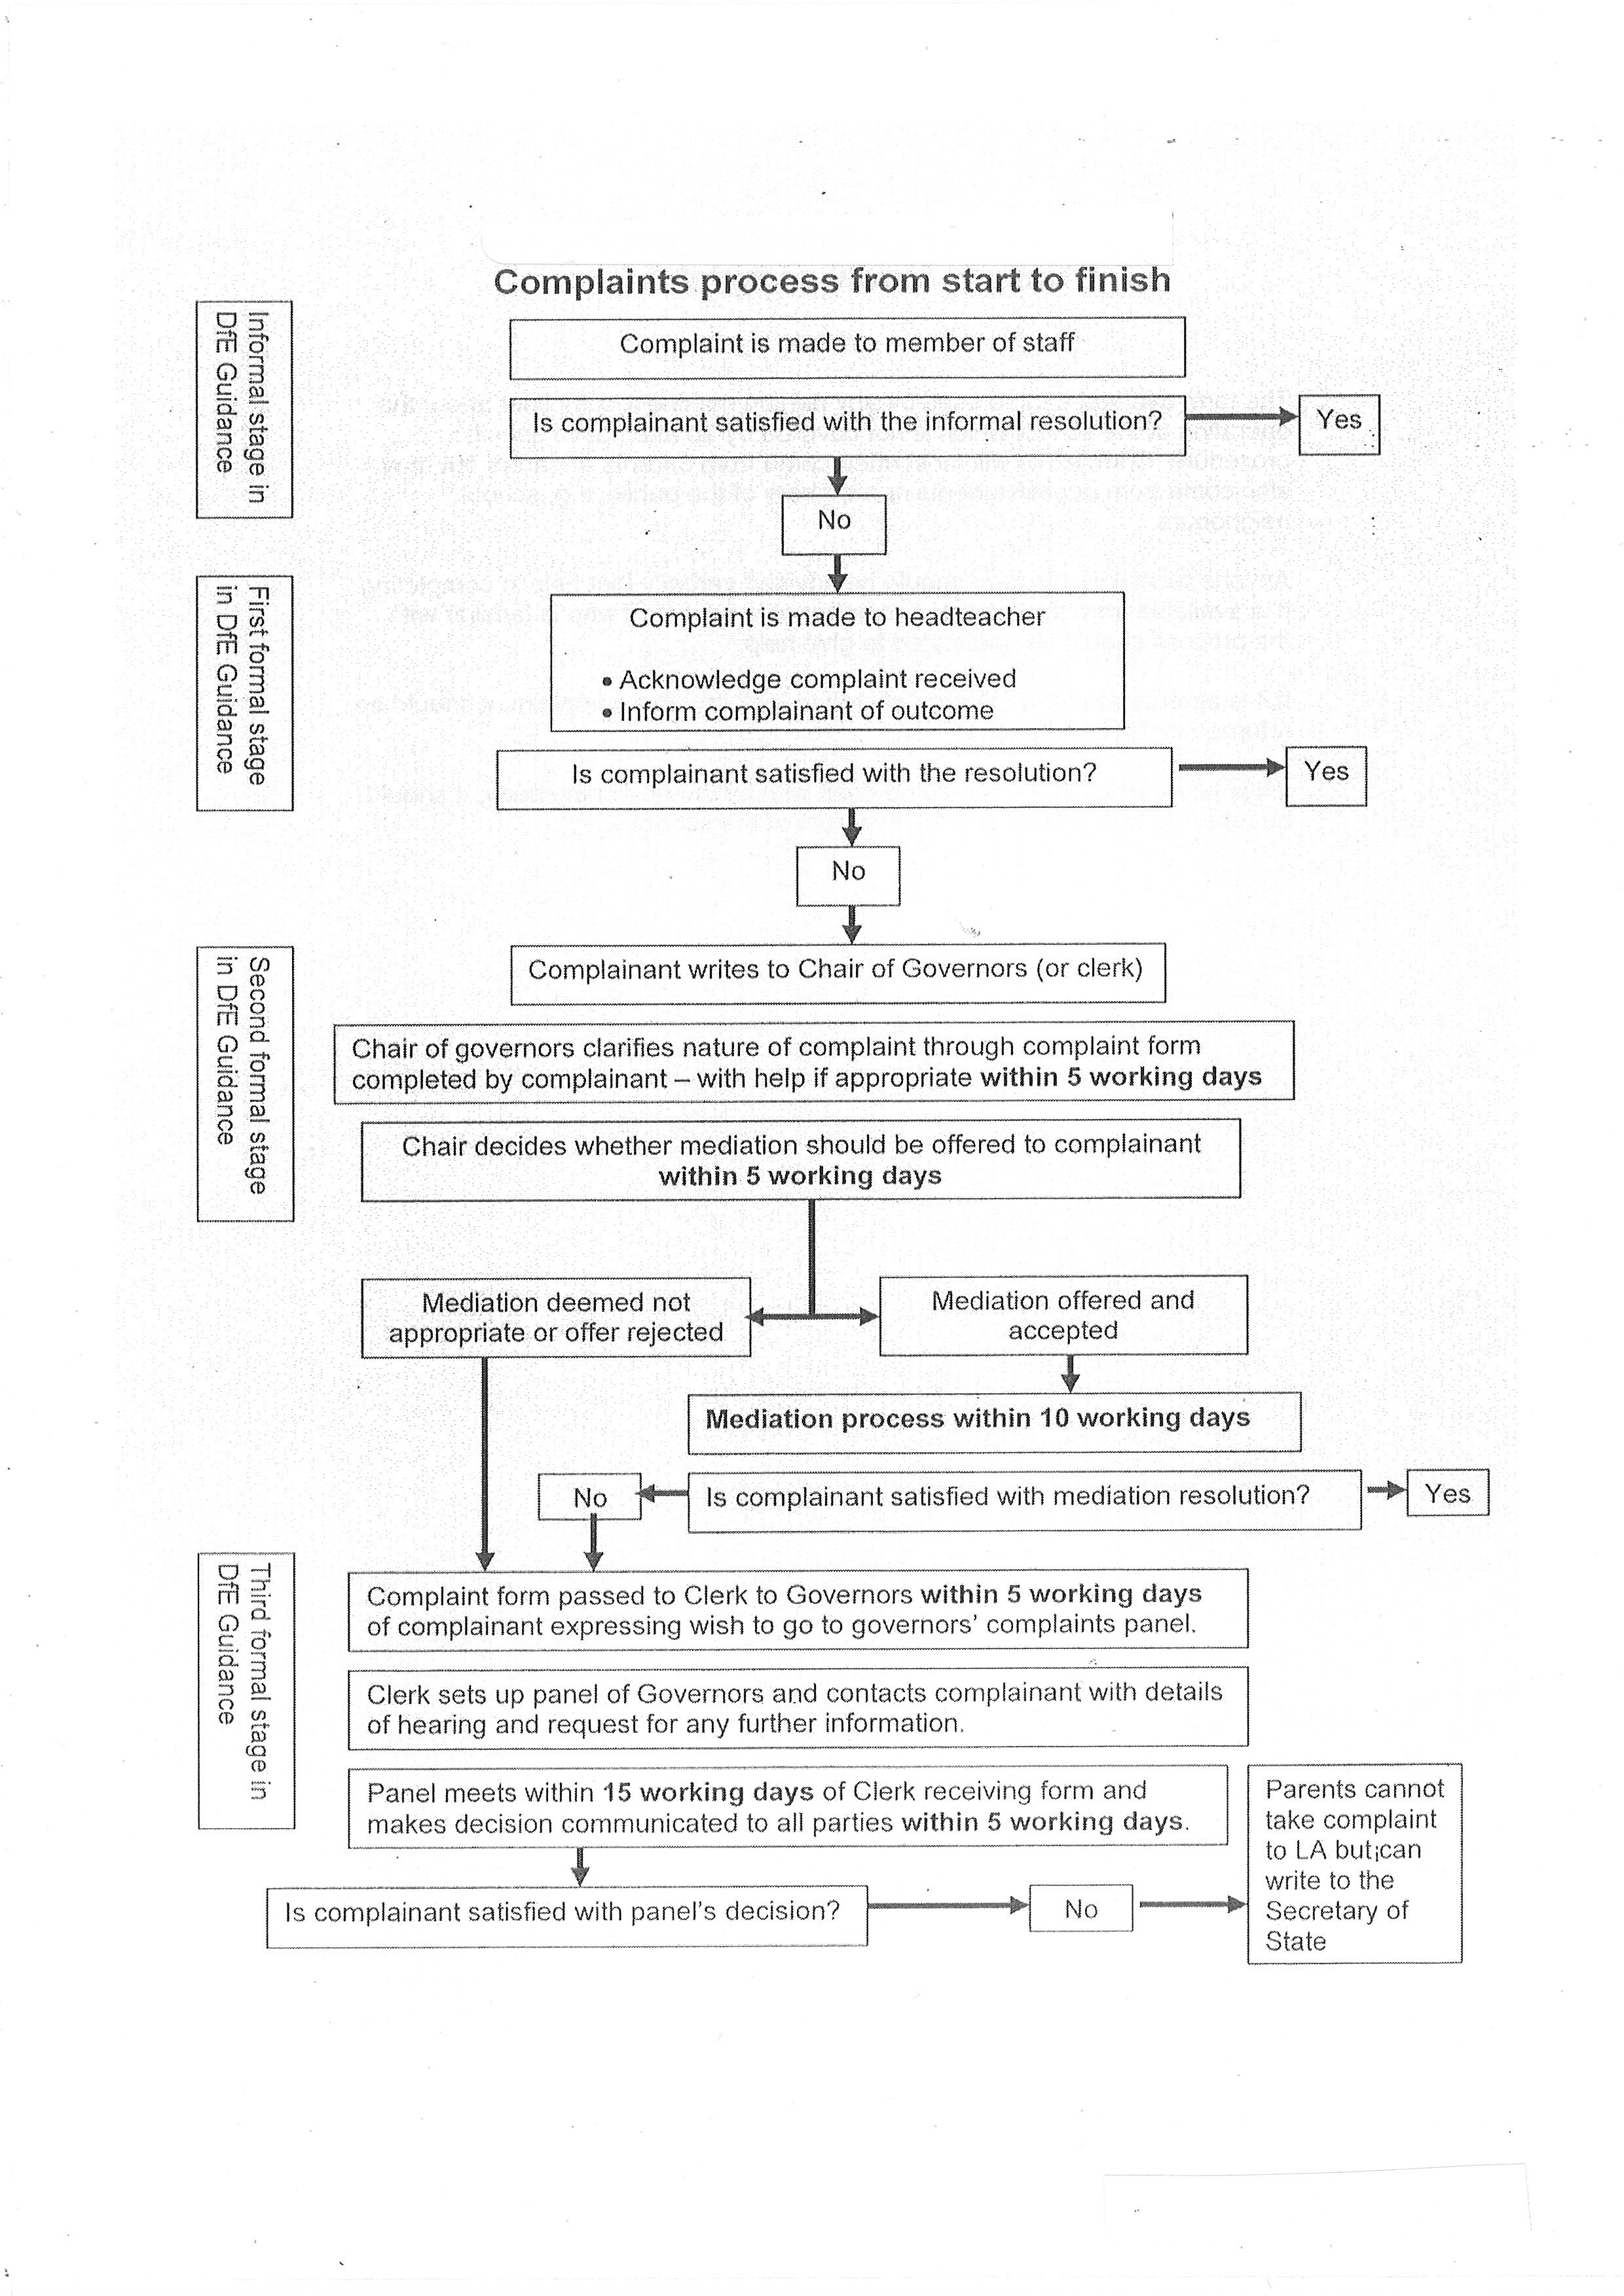 Complaints process from start to finish
Informal stage in
DfE Guidance
Complaint is made to member of staff
Is complainant satisfied with the informal resolution?
Yes
No
First formal stage
in DfE Guidance
Complaint is made to headteacher
• Acknowledge complaint received
• Inform complainant of outcome
Is complainant satisfied with the resolution?
Yes
No
Second formal stage
in DfE Guidance
Complainant writes to Chair of Governors (or clerk)
Chair of governors clarifies nature of complaint through complaint form
completed by complainant – with help if appropriate within 5 working days
Chair decides whether mediation should be offered to complainant
within 5 working days
Mediation deemed not
appropriate or offer rejected
Mediation offered and
accepted
Mediation process within 10 working days
No
Is complainant satisfied with mediation resolution?
Yes
Third formal stage in
DfE Guidance
Complaint form passed to Clerk to Governors within 5 working days
of complainant expressing wish to go to governors' complaints panel.
Clerk sets up panel of Governors and contacts complainant with details
of hearing and request for any further information.
Panel meets within 15 working days of Clerk receiving form and
makes decision communicated to all parties within 5 working days.
Is complainant satisfied with panel's decision?
No
Parents cannot
take complaint
to LA but can
write to the
Secretary of
State